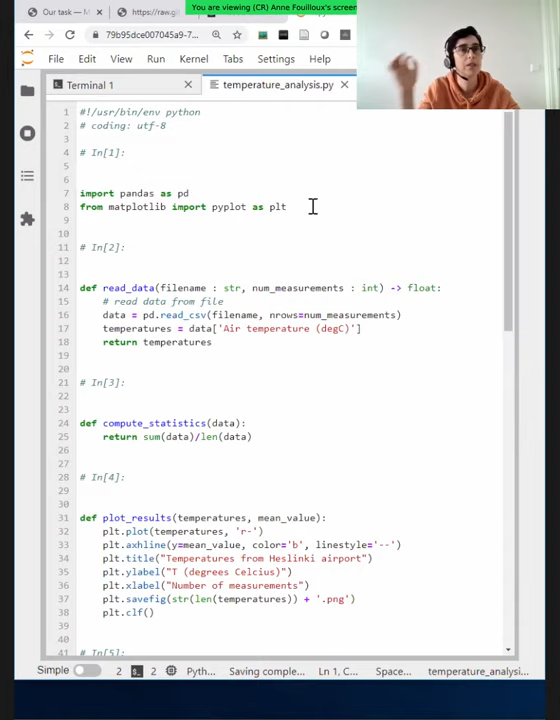 You are viewing (CR) Anne Fouilloux's screen
Our task — M
https://raw.gi
79b95dce007045a9-7...
File Edit View Run Kernel Tabs Settings Help
Terminal 1
temperature_analysis.py
1 #!/usr/bin/env python
2 # coding: utf-8
3
4 # In[1]:
5
6
7 import pandas as pd
8 from matplotlib import pyplot as plt
9
10
11 # In[2]:
12
13
14 def read_data(filename : str, num_measurements : int) -> float:
15 # read data from file
16 data = pd.read_csv(filename, nrows=num_measurements)
17 temperatures = data['Air temperature (degC)']
18 return temperatures
19
20
21 # In[3]:
22
23
24 def compute_statistics(data):
25 return sum(data)/len(data)
26
27
28 # In[4]:
29
30
31 def plot_results(temperatures, mean_value):
32 plt.plot(temperatures, 'r-')
33 plt.axhline(y=mean_value, color='b', linestyle='--')
34 plt.title("Temperatures from Heslinki airport")
35 plt.ylabel("T (degrees Celcius)")
36 plt.xlabel("Number of measurements")
37 plt.savefig(str(len(temperatures)) + '.png')
38 plt.clf()
39
40
41 # In[5]:
Simple 2 2 Pyth... Saving comple... Ln 1, C... Space... temperature_analysi...